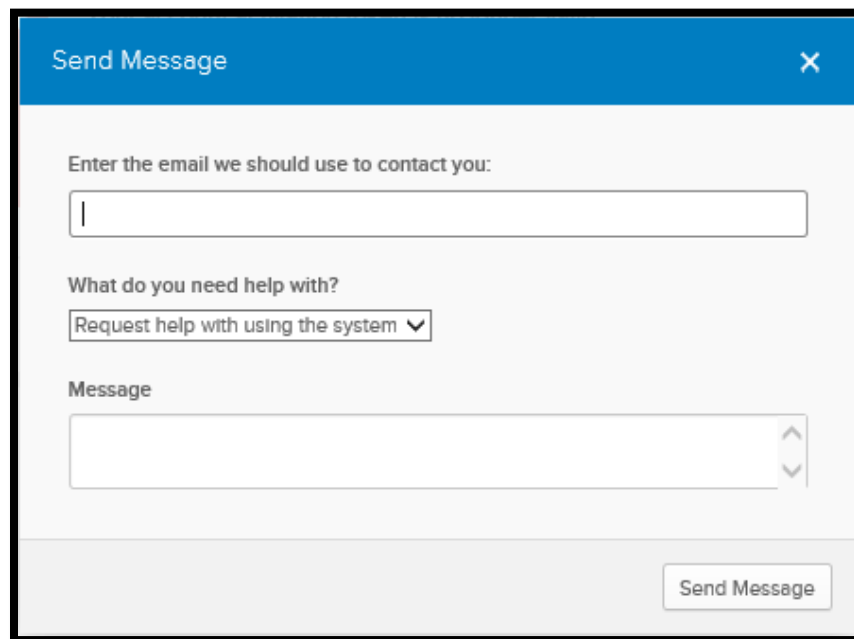 Send Message
Enter the email we should use to contact you:
What do you need help with?
Request help with using the system
Message
Send Message